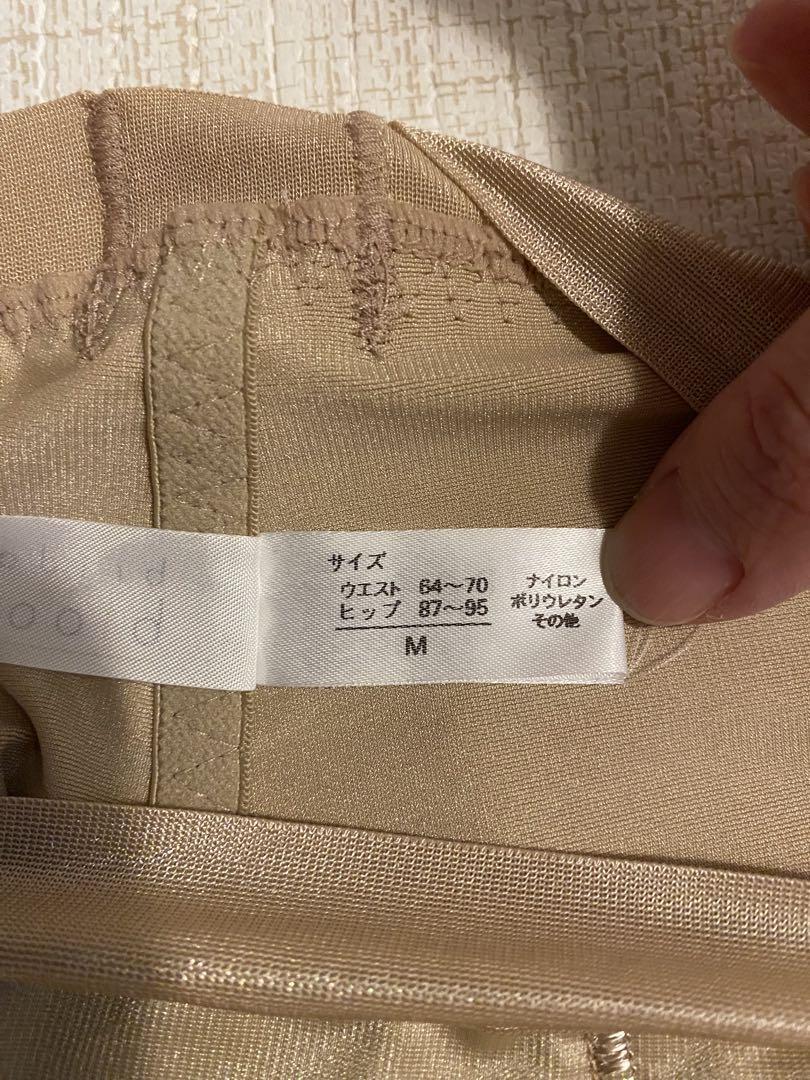 サイズ
ウエスト 64～70
ヒップ 87～95
M
ナイロン
ポリウレタン
その他